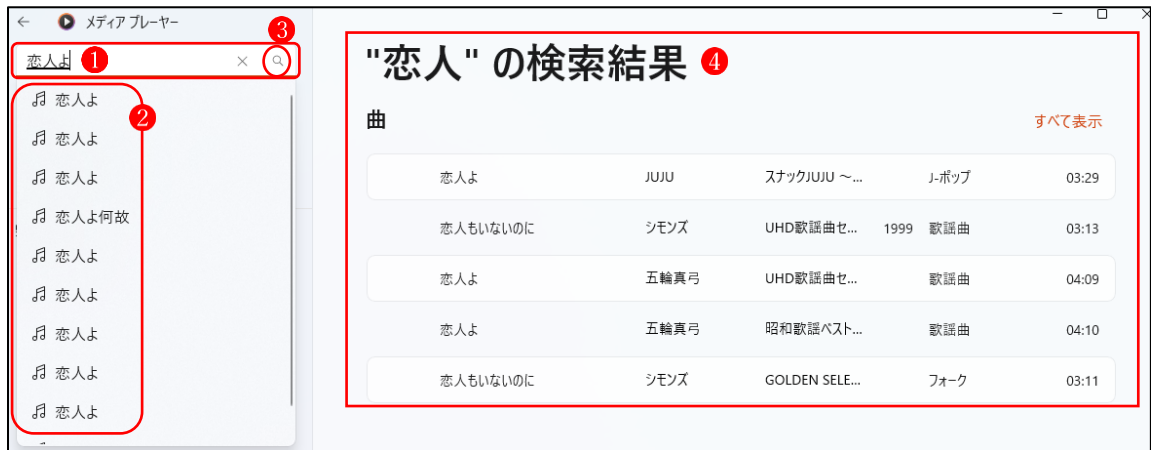 メディア プレーヤー
3
恋人よ 1
2
恋人よ
恋人よ
恋人よ
恋人よ何故
恋人よ
恋人よ
恋人よ
恋人よ
恋人よ
"恋人" の検索結果 4
曲 すべて表示
恋人よ JUJU スナックJUJU ～... J-ポップ 03:29
恋人もいないのに シモンズ UHD歌謡曲セ... 1999 歌謡曲 03:13
恋人よ 五輪真弓 UHD歌謡曲セ... 歌謡曲 04:09
恋人よ 五輪真弓 昭和歌謡ベスト... 歌謡曲 04:10
恋人もいないのに シモンズ GOLDEN SELE... フォーク 03:11